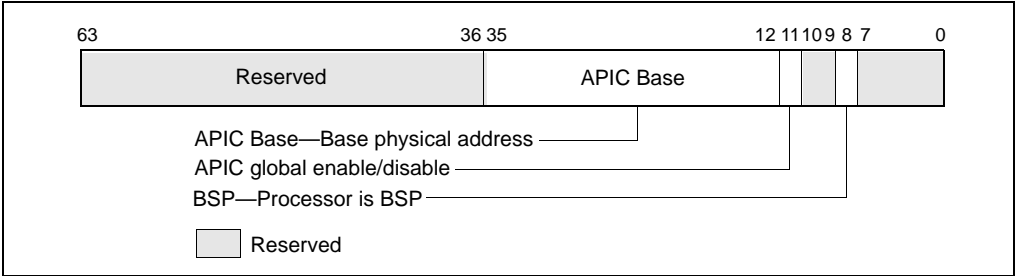 63 36 35 12 11 10 9 8 7 0
Reserved APIC Base
APIC Base—Base physical address
APIC global enable/disable
BSP—Processor is BSP
Reserved